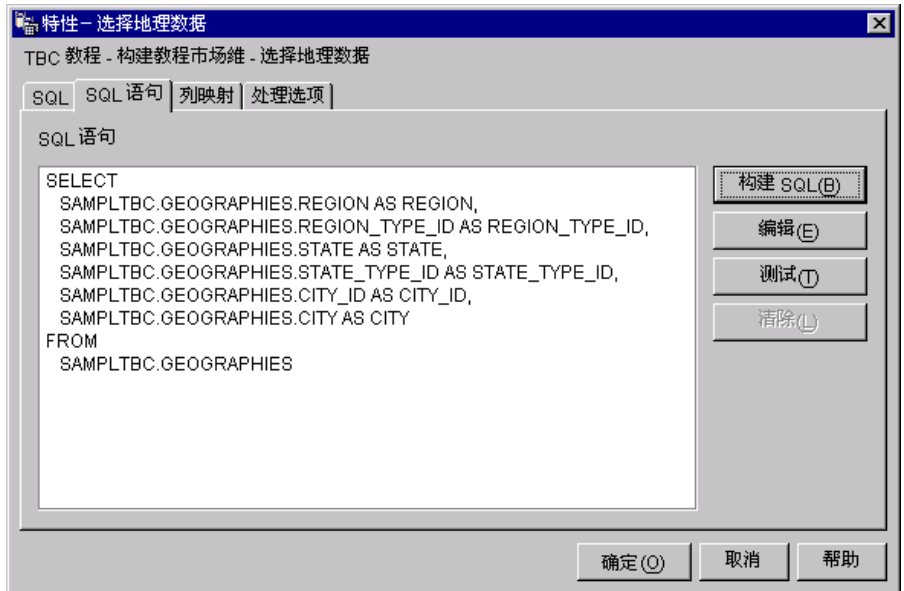 特性 – 选择地理数据
TBC 教程 - 构建教程市场维 - 选择地理数据
SQL SQL 语句 列映射 处理选项
SQL 语句
SELECT
SAMPLTBC.GEOGRAPHIES.REGION AS REGION,
SAMPLTBC.GEOGRAPHIES.REGION_TYPE_ID AS REGION_TYPE_ID,
SAMPLTBC.GEOGRAPHIES.STATE AS STATE,
SAMPLTBC.GEOGRAPHIES.STATE_TYPE_ID AS STATE_TYPE_ID,
SAMPLTBC.GEOGRAPHIES.CITY_ID AS CITY_ID,
SAMPLTBC.GEOGRAPHIES.CITY AS CITY
FROM
SAMPLTBC.GEOGRAPHIES
构建 SQL(B)
编辑(E)
测试(T)
清除(L)
确定(O) 取消 帮助